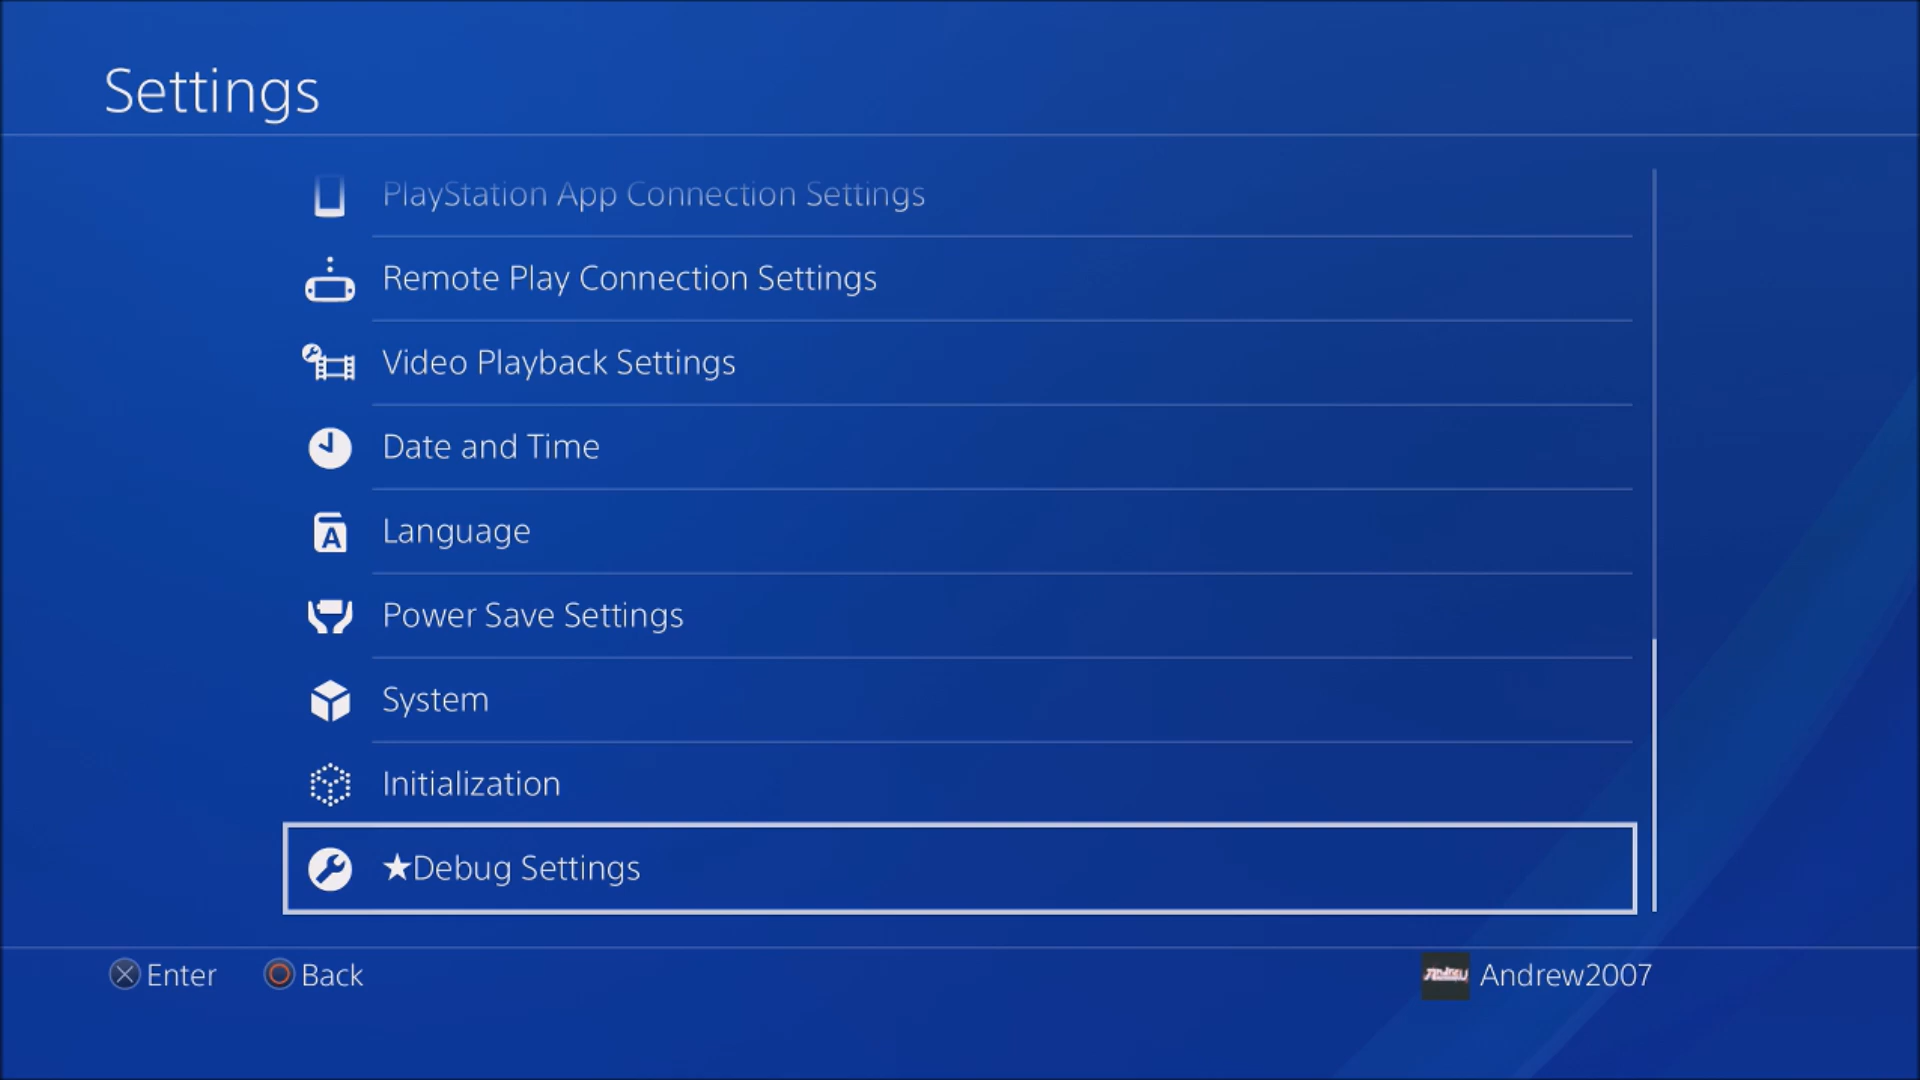 Settings
PlayStation App Connection Settings
Remote Play Connection Settings
Video Playback Settings
Date and Time
A
Language
Power Save Settings
System
Initialization
★Debug Settings
Enter
Back
Andrew
Andrew2007